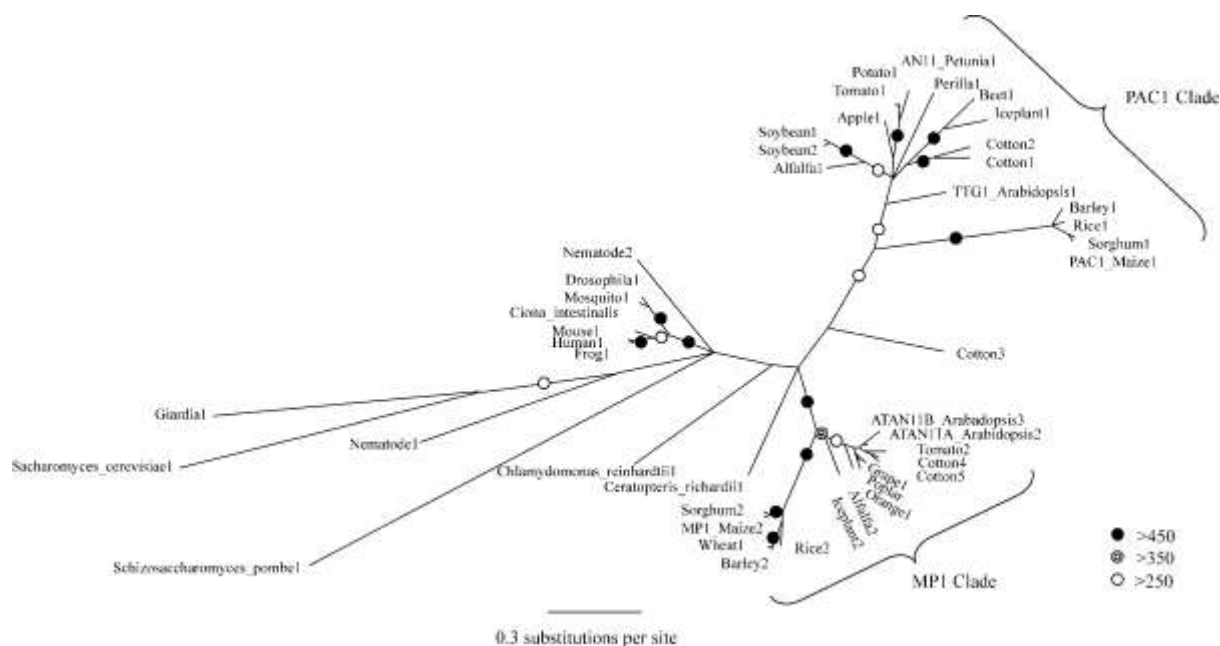 AN11_Petunia1
Potato1
Perilla1
Tomato1
Beet1
PAC1 Clade
Apple1
Iceplant1
Soybean1
Cotton2
Soybean2
Cotton1
Alfalfa1
TTG1_Arabidopsis1
Barley1
Rice1
Sorghum1
PAC1_Maize1
Nematode2
Drosophila1
Mosquito1
Ciona_intestinalis
Mouse1
Human1
Frog1
Cotton3
Giardia1
Nematode1
Sacharomyces_cerevisiae1
Chlamydomonas_reinhardtii1
Ceratopteris_richardii1
ATAN11B_Arabadopsis3
ATAN11A_Arabidopsis2
Tomato2
Cotton4
Cotton5
Grape1
Poplar
Orange1
Alfalfa2
Iceplant2
Sorghum2
MP1_Maize2
Wheat1
Rice2
Barley2
Schizosaccharomyces_pombe1
MP1 Clade
>450
>350
>250
0.3 substitutions per site